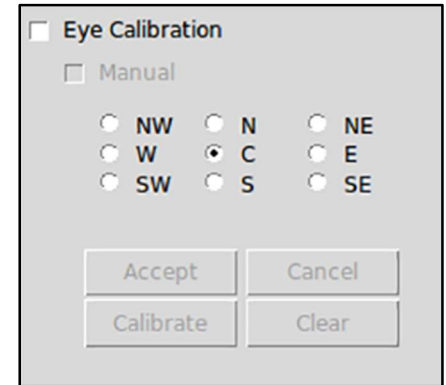 Eye Calibration
Manual
NW N NE
W C E
SW S SE
Accept Cancel
Calibrate Clear